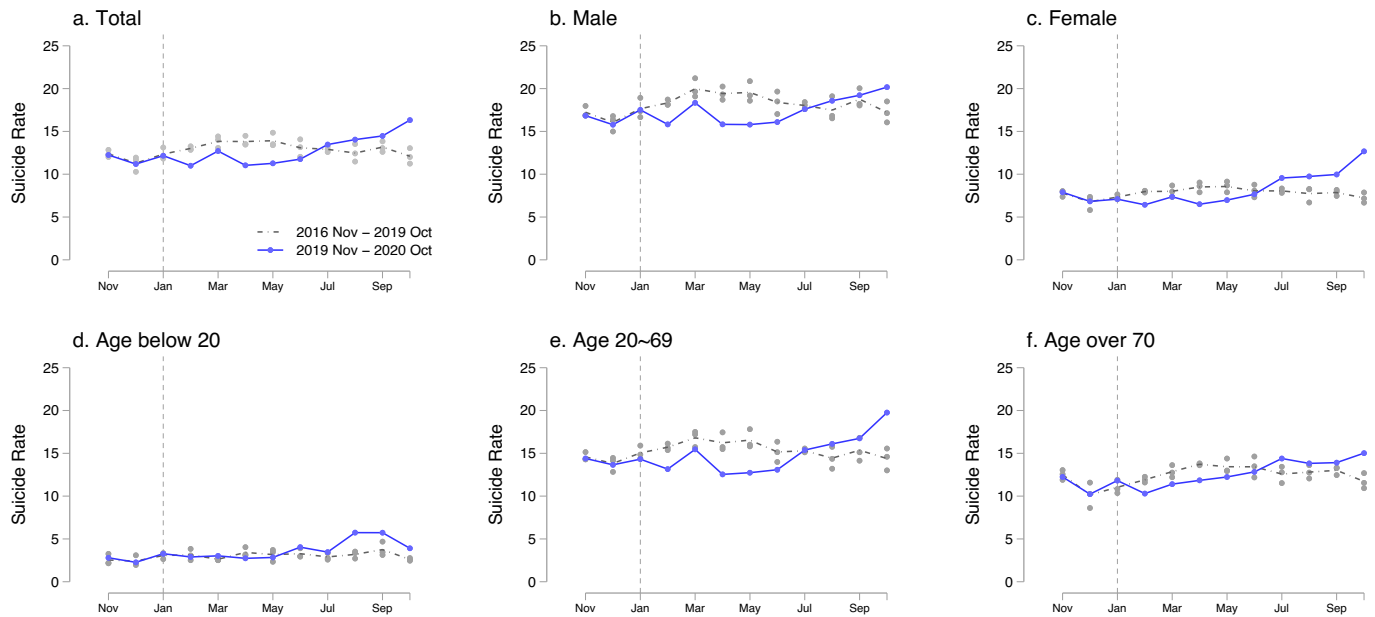 a. Total
25
20
15
10
5
0
Suicide Rate
2016 Nov − 2019 Oct
2019 Nov − 2020 Oct
Nov Jan Mar May Jul Sep
b. Male
25
20
15
10
5
0
Suicide Rate
Nov Jan Mar May Jul Sep
c. Female
25
20
15
10
5
0
Suicide Rate
Nov Jan Mar May Jul Sep
d. Age below 20
25
20
15
10
5
0
Suicide Rate
Nov Jan Mar May Jul Sep
e. Age 20~69
25
20
15
10
5
0
Suicide Rate
Nov Jan Mar May Jul Sep
f. Age over 70
25
20
15
10
5
0
Suicide Rate
Nov Jan Mar May Jul Sep